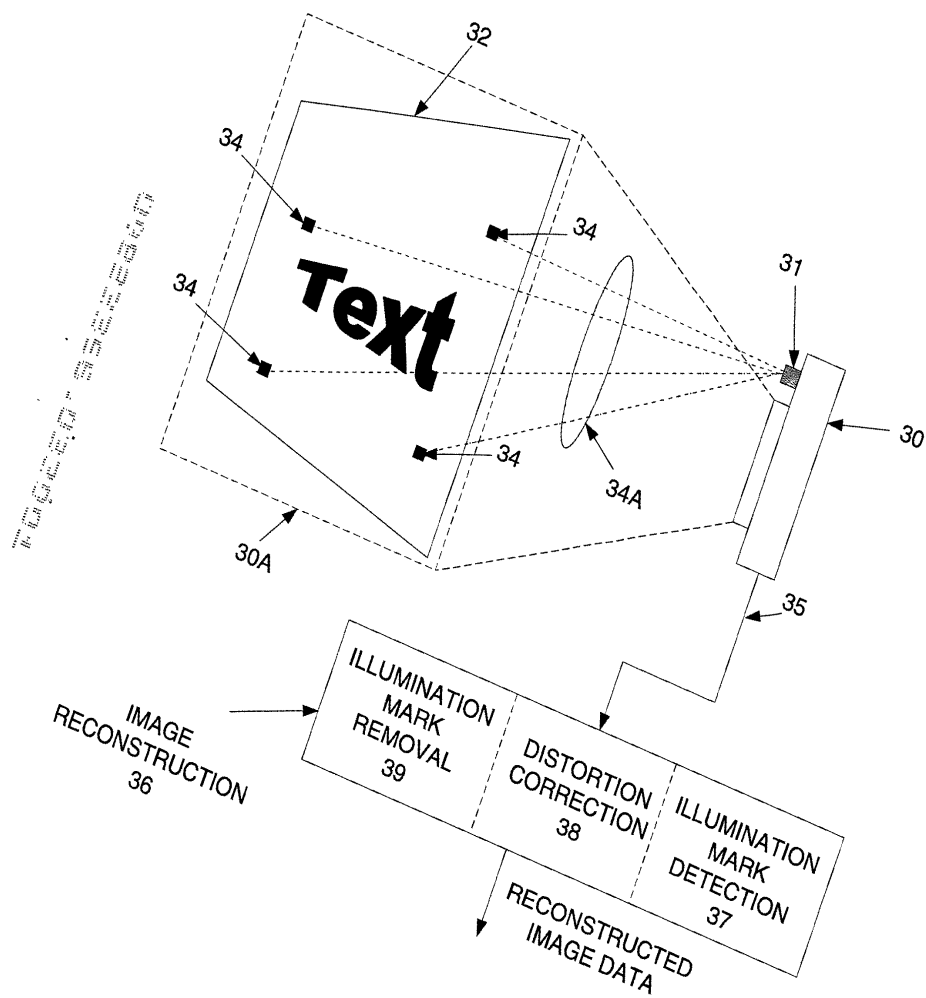 32
34
34
Text
34
34
31
30
34A
30A
35
IMAGE
RECONSTRUCTION
36
ILLUMINATION
MARK
REMOVAL
39
DISTORTION
CORRECTION
38
ILLUMINATION
MARK
DETECTION
37
RECONSTRUCTED
IMAGE DATA